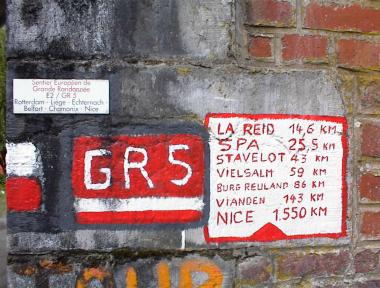 Sentier Européen de
Grande Randonnée
E2 / GR 5
Rotterdam - Liège - Echternach
Belfort - Chamonix - Nice
GR 5
LA REID 14,6 KM
SPA 25,5 KM
STAVELOT 43 KM
VIELSALM 59 KM
BURG REULAND 86 KM
VIANDEN 143 KM
NICE 1.550 KM